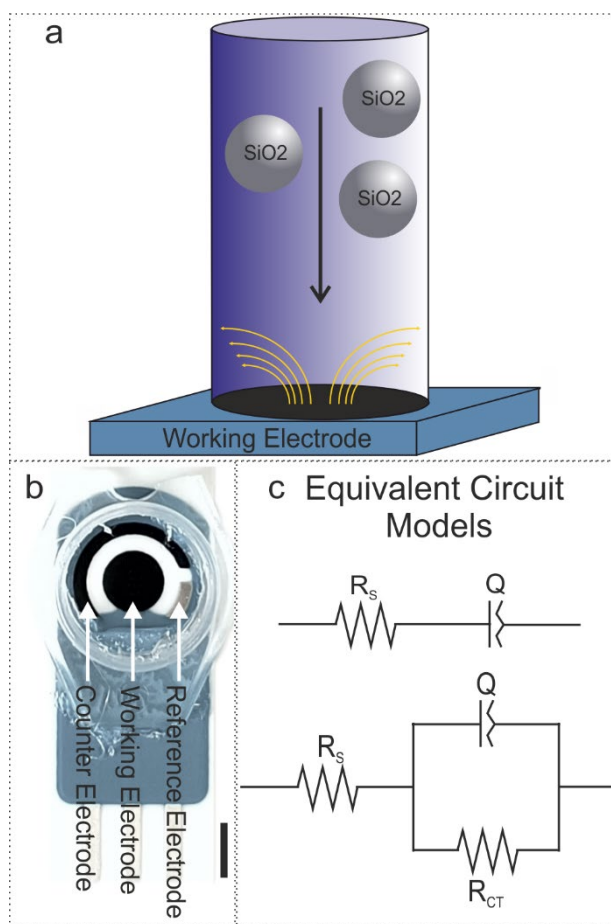 a
SiO2
SiO2
SiO2
Working Electrode
b
Counter Electrode
Working Electrode
Reference Electrode
c Equivalent Circuit
Models
Rs
Q
Q
Rs
RCT